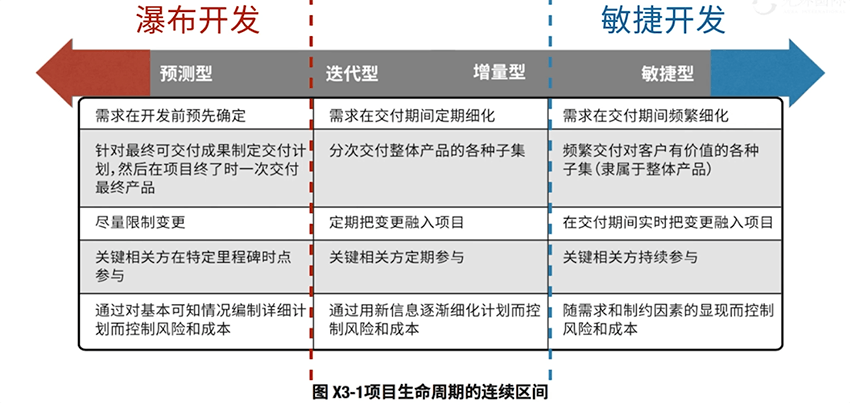 瀑布开发
敏捷开发
预测型
迭代型
增量型
敏捷型
需求在开发前预先确定
需求在交付期间定期细化
需求在交付期间频繁细化
针对最终可交付成果制定交付计
划,然后在项目终了时一次交付
最终产品
分次交付整体产品的各种子集
频繁交付对客户有价值的各种
子集(隶属于整体产品)
尽量限制变更
定期把变更融入项目
在交付期间实时把变更融入项目
关键相关方在特定里程碑时点
参与
关键相关方定期参与
关键相关方持续参与
通过对基本可知情况编制详细计
划而控制风险和成本
通过用新信息逐渐细化计划而控
制风险和成本
随需求和制约因素的显现而控制
风险和成本
图 X3-1项目生命周期的连续区间